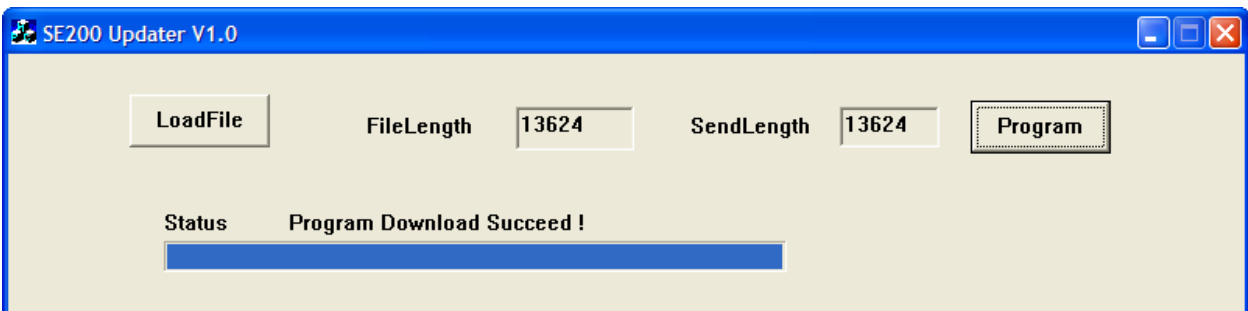 SE200 Updater V1.0
LoadFile FileLength 13624 SendLength 13624 Program
Status Program Download Succeed !